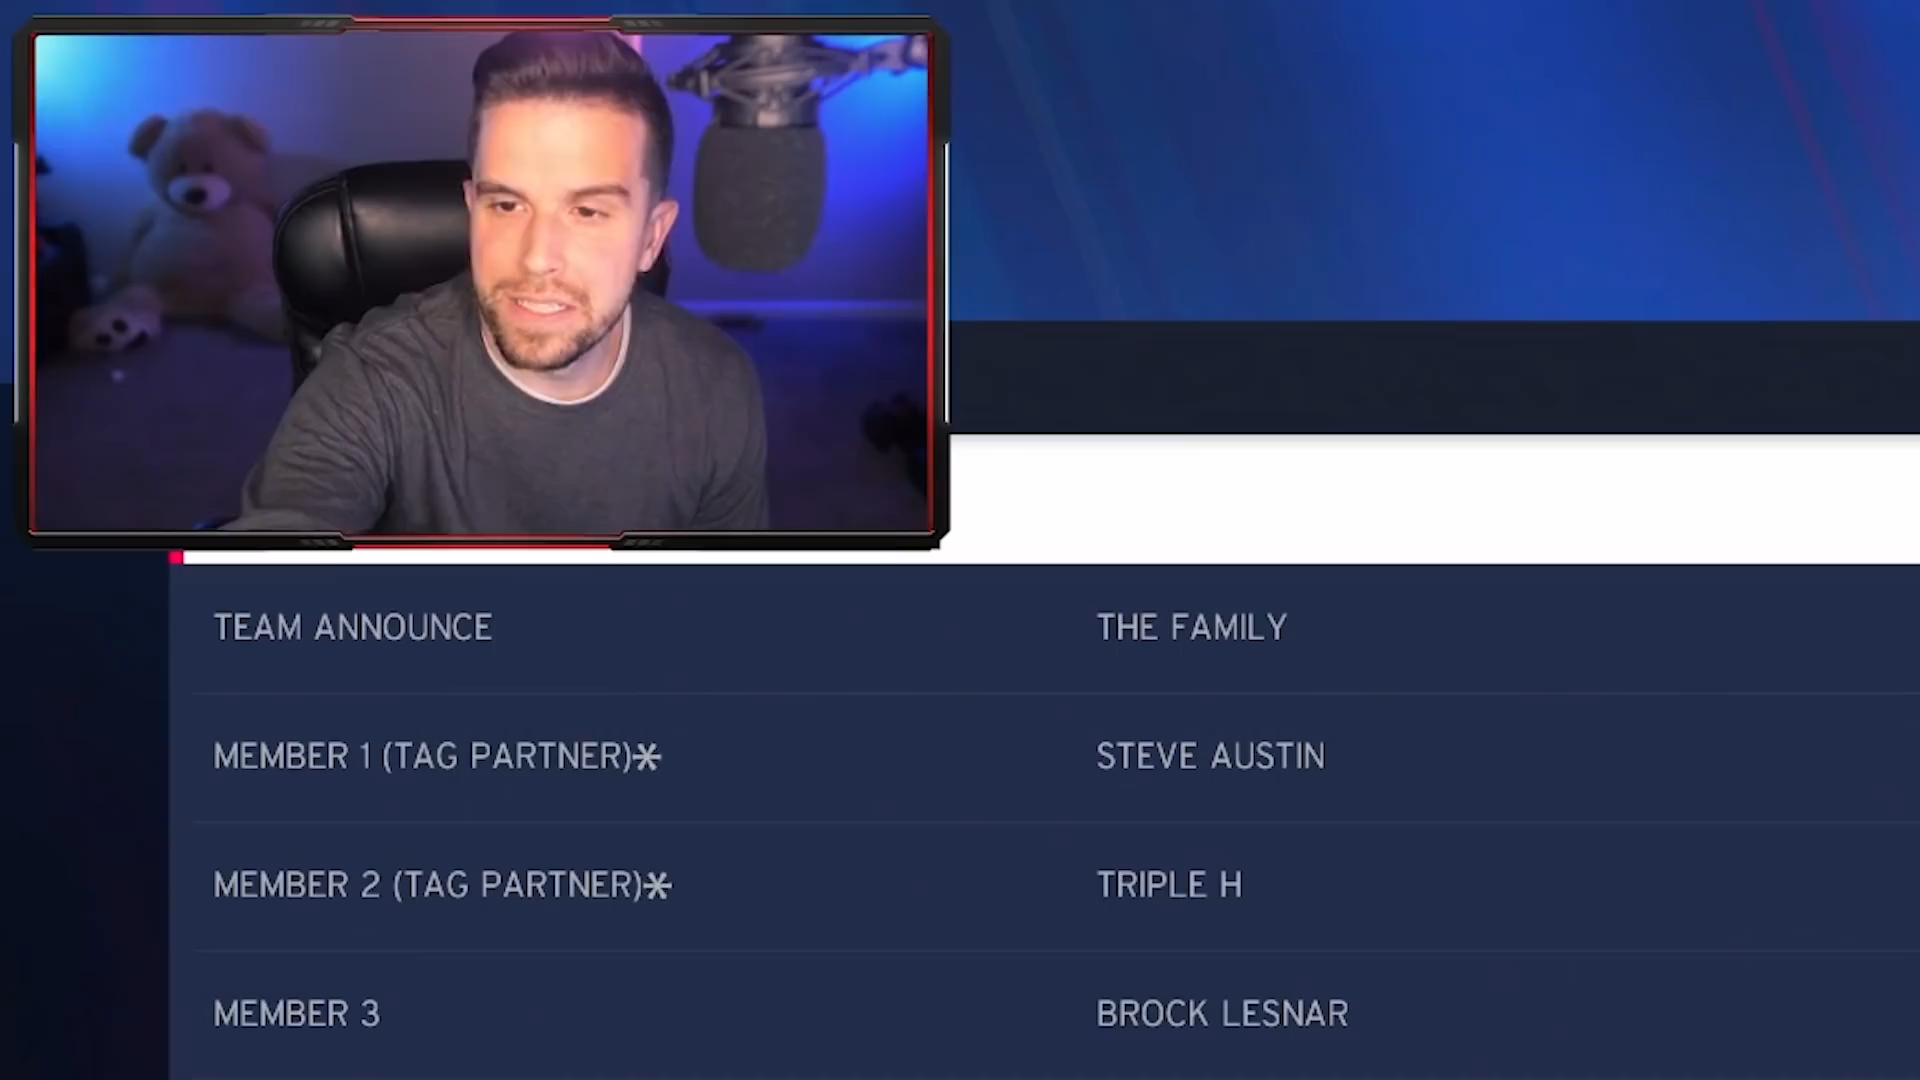 TEAM ANNOUNCE THE FAMILY
MEMBER 1 (TAG PARTNER)* STEVE AUSTIN
MEMBER 2 (TAG PARTNER)* TRIPLE H
MEMBER 3 BROCK LESNAR